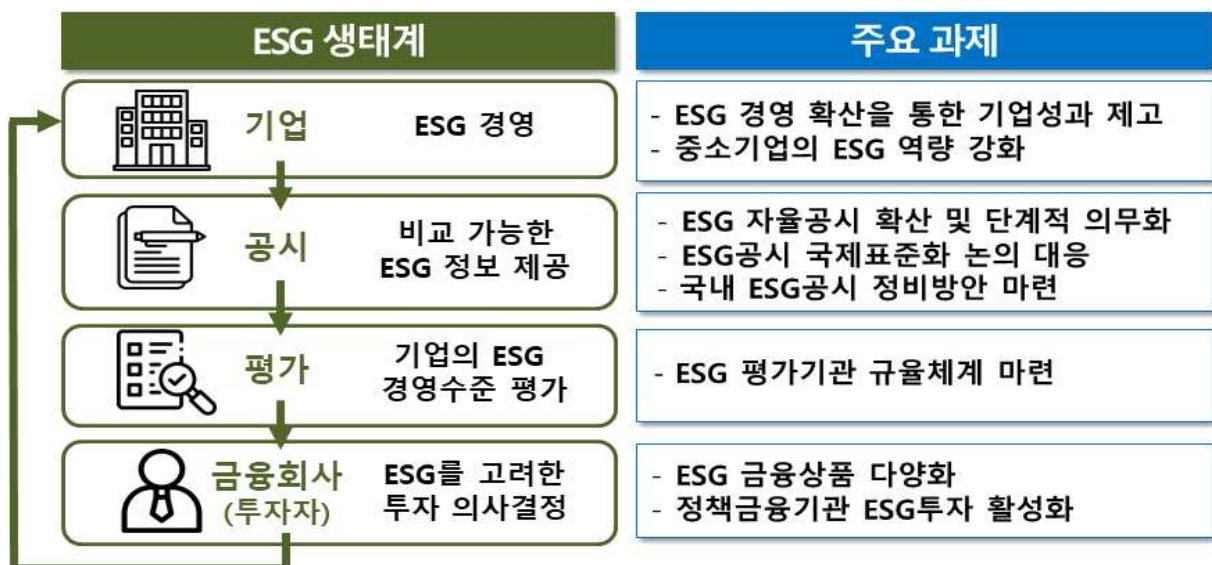 ESG 생태계
주요 과제
기업
ESG 경영
- ESG 경영 확산을 통한 기업성과 제고
- 중소기업의 ESG 역량 강화
공시
비교 가능한
ESG 정보 제공
- ESG 자율공시 확산 및 단계적 의무화
- ESG공시 국제표준화 논의 대응
- 국내 ESG공시 정비방안 마련
평가
기업의 ESG
경영수준 평가
- ESG 평가기관 규율체계 마련
금융회사
(투자자)
ESG를 고려한
투자 의사결정
- ESG 금융상품 다양화
- 정책금융기관 ESG투자 활성화